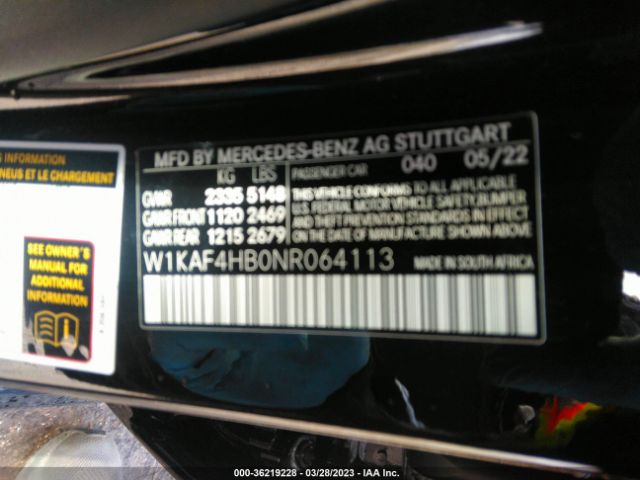 S INFORMATION
NEUS ET LE CHARGEMENT
SEE OWNER'S
MANUAL FOR
ADDITIONAL
INFORMATION
MFD BY MERCEDES-BENZ AG STUTTGART
KG LBS PASSENGER CAR 040 05/22
GVWR 2335 5148
GAWR FRONT 1120 2469
GAWR REAR 1215 2679
THIS VEHICLE CONFORMS TO ALL APPLICABLE
U.S. FEDERAL MOTOR VEHICLE SAFETY, BUMPER
AND THEFT PREVENTION STANDARDS IN EFFECT
ON THE DATE OF MANUFACTURE SHOWN ABOVE.
W1KAF4HB0NR064113 MADE IN SOUTH AFRICA
000-36219228 - 03/28/2023 - IAA Inc.